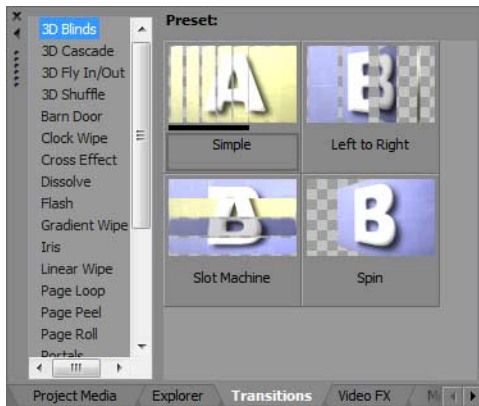 Preset:
3D Blinds
3D Cascade
3D Fly In/Out
3D Shuffle
Barn Door
Clock Wipe
Cross Effect
Dissolve
Flash
Gradient Wipe
Iris
Linear Wipe
Page Loop
Page Peel
Page Roll
Portals
A
B
Simple
Left to Right
B
B
Slot Machine
Spin
Project Media
Explorer
Transitions
Video FX